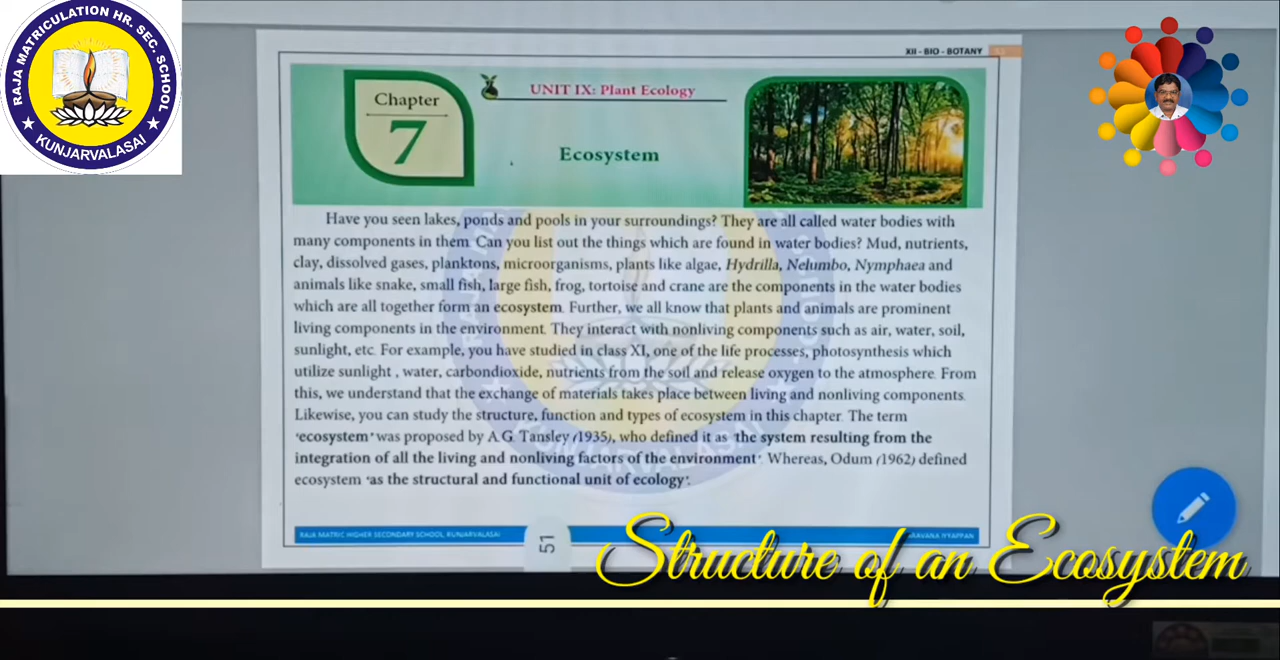 RAJA MATRICULATION HR. SEC. SCHOOL
★ KUNJARVALASAI ★
XII - BIO - BOTANY
Chapter
7
UNIT IX: Plant Ecology
Ecosystem
Have you seen lakes, ponds and pools in your surroundings? They are all called water bodies with
many components in them. Can you list out the things which are found in water bodies? Mud, nutrients,
clay, dissolved gases, planktons, microorganisms, plants like algae, Hydrilla, Nelumbo, Nymphaea and
animals like snake, small fish, large fish, frog, tortoise and crane are the components in the water bodies
which are all together form an ecosystem. Further, we all know that plants and animals are prominent
living components in the environment. They interact with nonliving components such as air, water, soil,
sunlight, etc. For example, you have studied in class XI, one of the life processes, photosynthesis which
utilize sunlight , water, carbondioxide, nutrients from the soil and release oxygen to the atmosphere. From
this, we understand that the exchange of materials takes place between living and nonliving components.
Likewise, you can study the structure, function and types of ecosystem in this chapter. The term
'ecosystem' was proposed by A.G. Tansley (1935), who defined it as 'the system resulting from the
integration of all the living and nonliving factors of the environment'. Whereas, Odum (1962) defined
ecosystem 'as the structural and functional unit of ecology'.
RAJA MATRIC HIGHER SECONDARY SCHOOL, KUNJARVALASAI
51
Structure of an Ecosystem